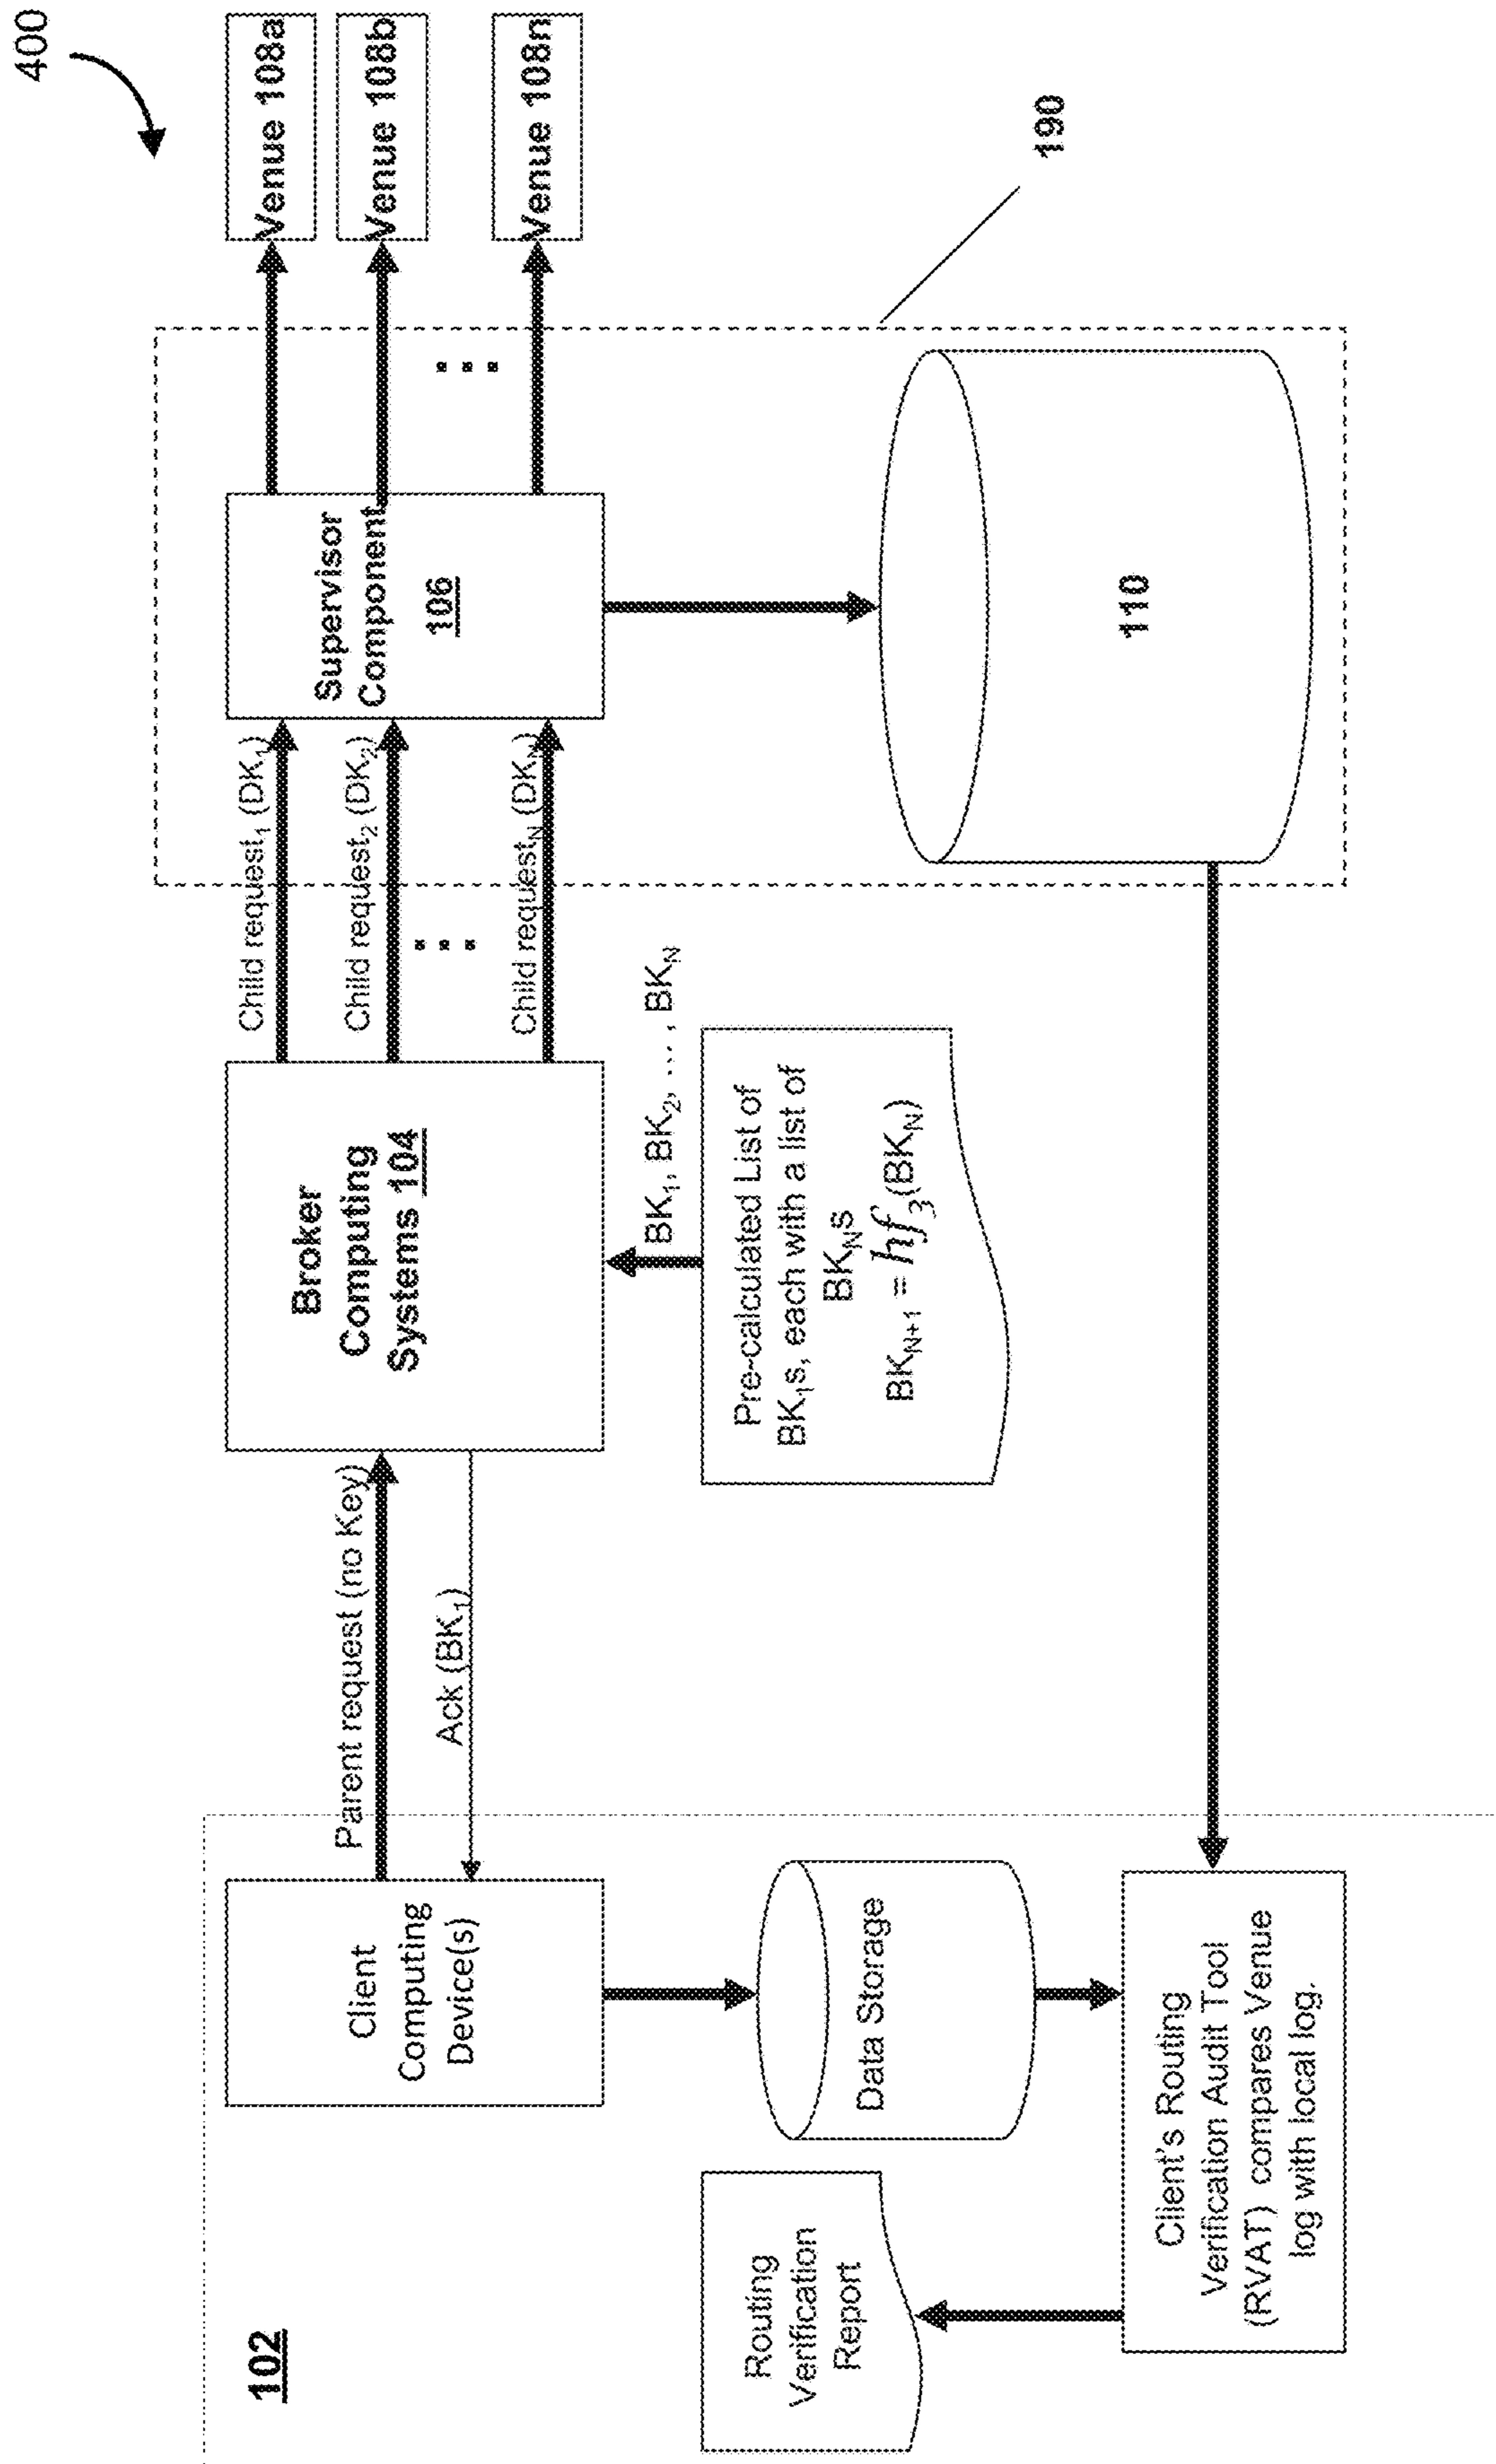 400
102
Client
Computing
Device(s)
Parent request (no Key)
Ack (BK₁)
Broker
Computing
Systems 104
Child request₁ (DK₁)
Child request₂ (DK₂)
Child requestN (DKN)
Supervisor
Component
106
Venue 108a
Venue 108b
Venue 108n
BK₁, BK₂, ... , BKN
Pre-calculated List of
BK₁s, each with a list of
BKNs
BKN+1 = hf₃(BKN)
Data Storage
110
190
Routing
Verification
Report
Client's Routing
Verification Audit Tool
(RVAT) compares Venue
log with local log.